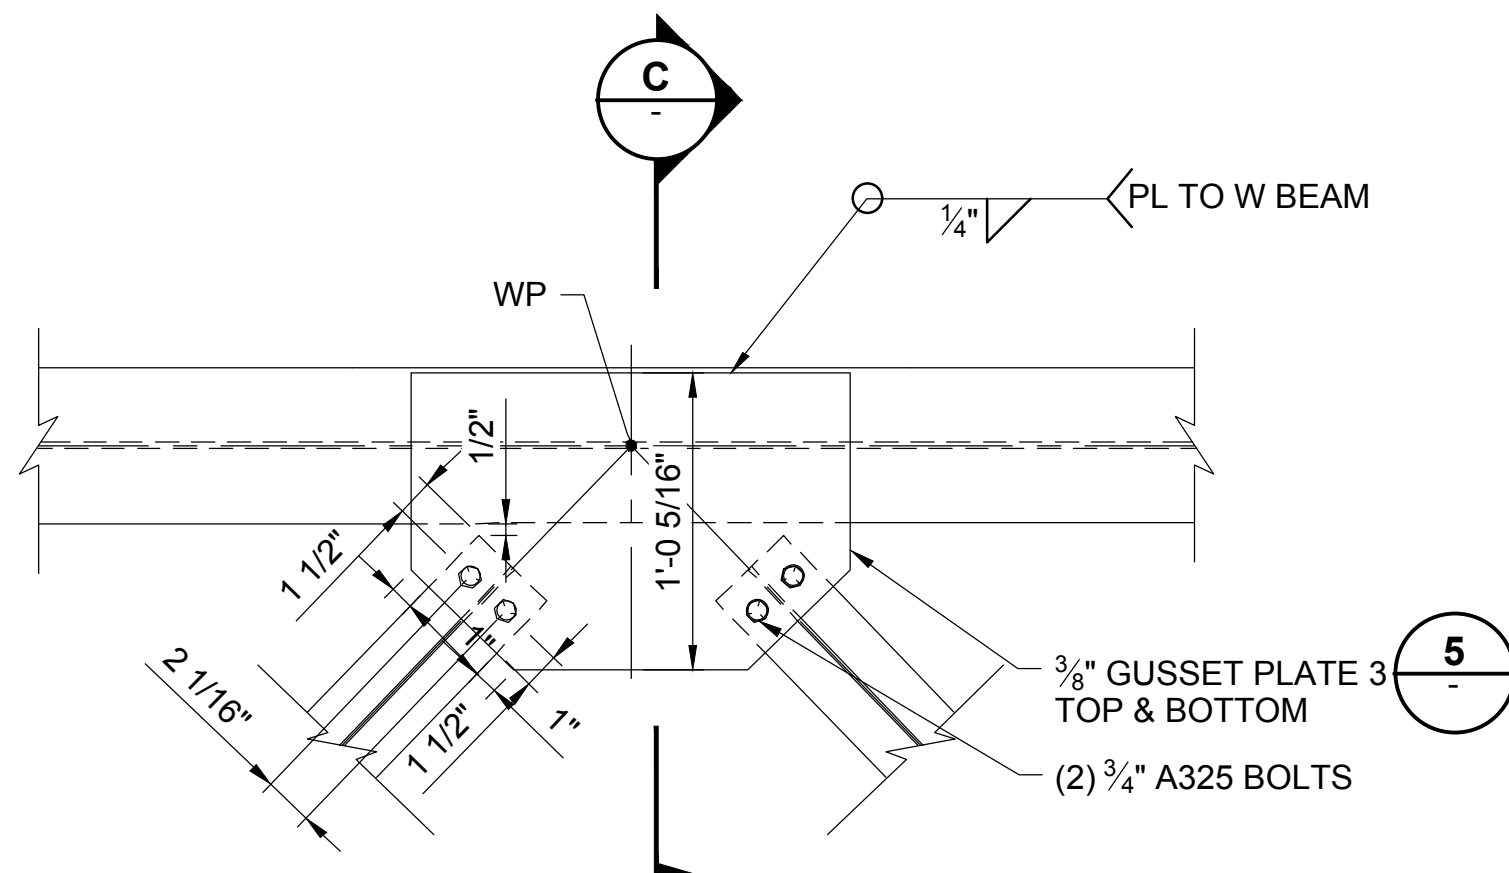 C
-
1/4"
PL TO W BEAM
WP
1/2"
1'-0 5/16"
1 1/2"
1"
2 1/16"
1 1/2"
1"
3/8" GUSSET PLATE 3
TOP & BOTTOM
5
-
(2) 3/4" A325 BOLTS